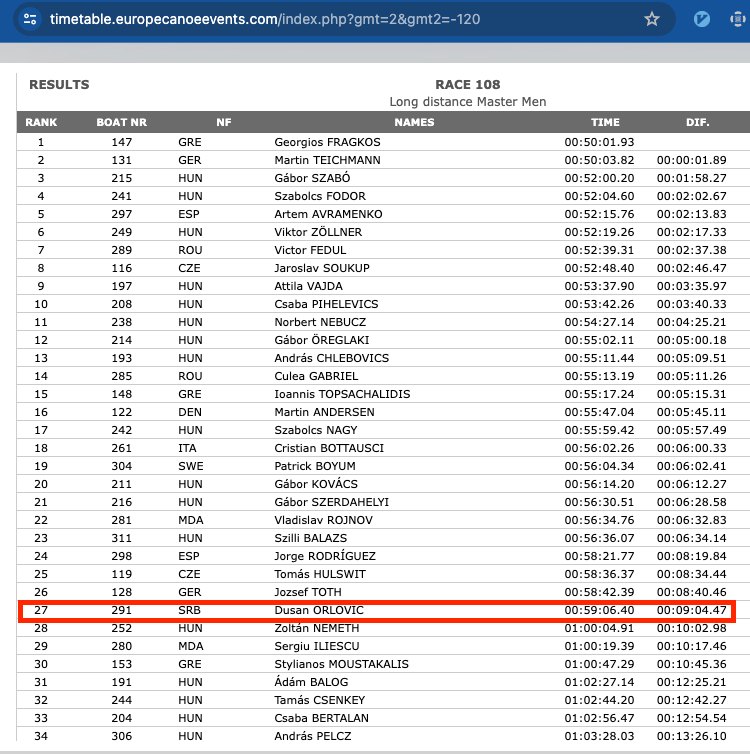 timetable.europecanoeevents.com/index.php?gmt=2&gmt2=-120
RESULTS RACE 108
Long distance Master Men
RANK BOAT NR NF NAMES TIME DIF.
1 147 GRE Georgios FRAGKOS 00:50:01.93
2 131 GER Martin TEICHMANN 00:50:03.82 00:00:01.89
3 215 HUN Gábor SZABÓ 00:52:00.20 00:01:58.27
4 241 HUN Szabolcs FODOR 00:52:04.60 00:02:02.67
5 297 ESP Artem AVRAMENKO 00:52:15.76 00:02:13.83
6 249 HUN Viktor ZÖLLNER 00:52:19.26 00:02:17.33
7 289 ROU Victor FEDUL 00:52:39.31 00:02:37.38
8 116 CZE Jaroslav SOUKUP 00:52:48.40 00:02:46.47
9 197 HUN Attila VAJDA 00:53:37.90 00:03:35.97
10 208 HUN Csaba PIHELEVICS 00:53:42.26 00:03:40.33
11 238 HUN Norbert NEBUCZ 00:54:27.14 00:04:25.21
12 214 HUN Gábor ÖREGLAKI 00:55:02.11 00:05:00.18
13 193 HUN András CHLEBOVICS 00:55:11.44 00:05:09.51
14 285 ROU Culea GABRIEL 00:55:13.19 00:05:11.26
15 148 GRE Ioannis TOPSACHALIDIS 00:55:17.24 00:05:15.31
16 122 DEN Martin ANDERSEN 00:55:47.04 00:05:45.11
17 242 HUN Szabolcs NAGY 00:55:59.42 00:05:57.49
18 261 ITA Cristian BOTTAUSCI 00:56:02.26 00:06:00.33
19 304 SWE Patrick BOYUM 00:56:04.34 00:06:02.41
20 211 HUN Gábor KOVÁCS 00:56:14.20 00:06:12.27
21 216 HUN Gábor SZERDAHELYI 00:56:30.51 00:06:28.58
22 281 MDA Vladislav ROJNOV 00:56:34.76 00:06:32.83
23 311 HUN Szilli BALAZS 00:56:36.07 00:06:34.14
24 298 ESP Jorge RODRÍGUEZ 00:58:21.77 00:08:19.84
25 119 CZE Tomás HULSWIT 00:58:36.37 00:08:34.44
26 128 GER Jozsef TOTH 00:58:42.39 00:08:40.46
27 291 SRB Dusan ORLOVIC 00:59:06.40 00:09:04.47
28 252 HUN Zoltán NEMETH 01:00:04.91 00:10:02.98
29 280 MDA Sergiu ILIESCU 01:00:19.39 00:10:17.46
30 153 GRE Stylianos MOUSTAKALIS 01:00:47.29 00:10:45.36
31 191 HUN Ádám BALOG 01:02:27.14 00:12:25.21
32 244 HUN Tamás CSENKEY 01:02:44.20 00:12:42.27
33 204 HUN Csaba BERTALAN 01:02:56.47 00:12:54.54
34 306 HUN András PELCZ 01:03:28.03 00:13:26.10